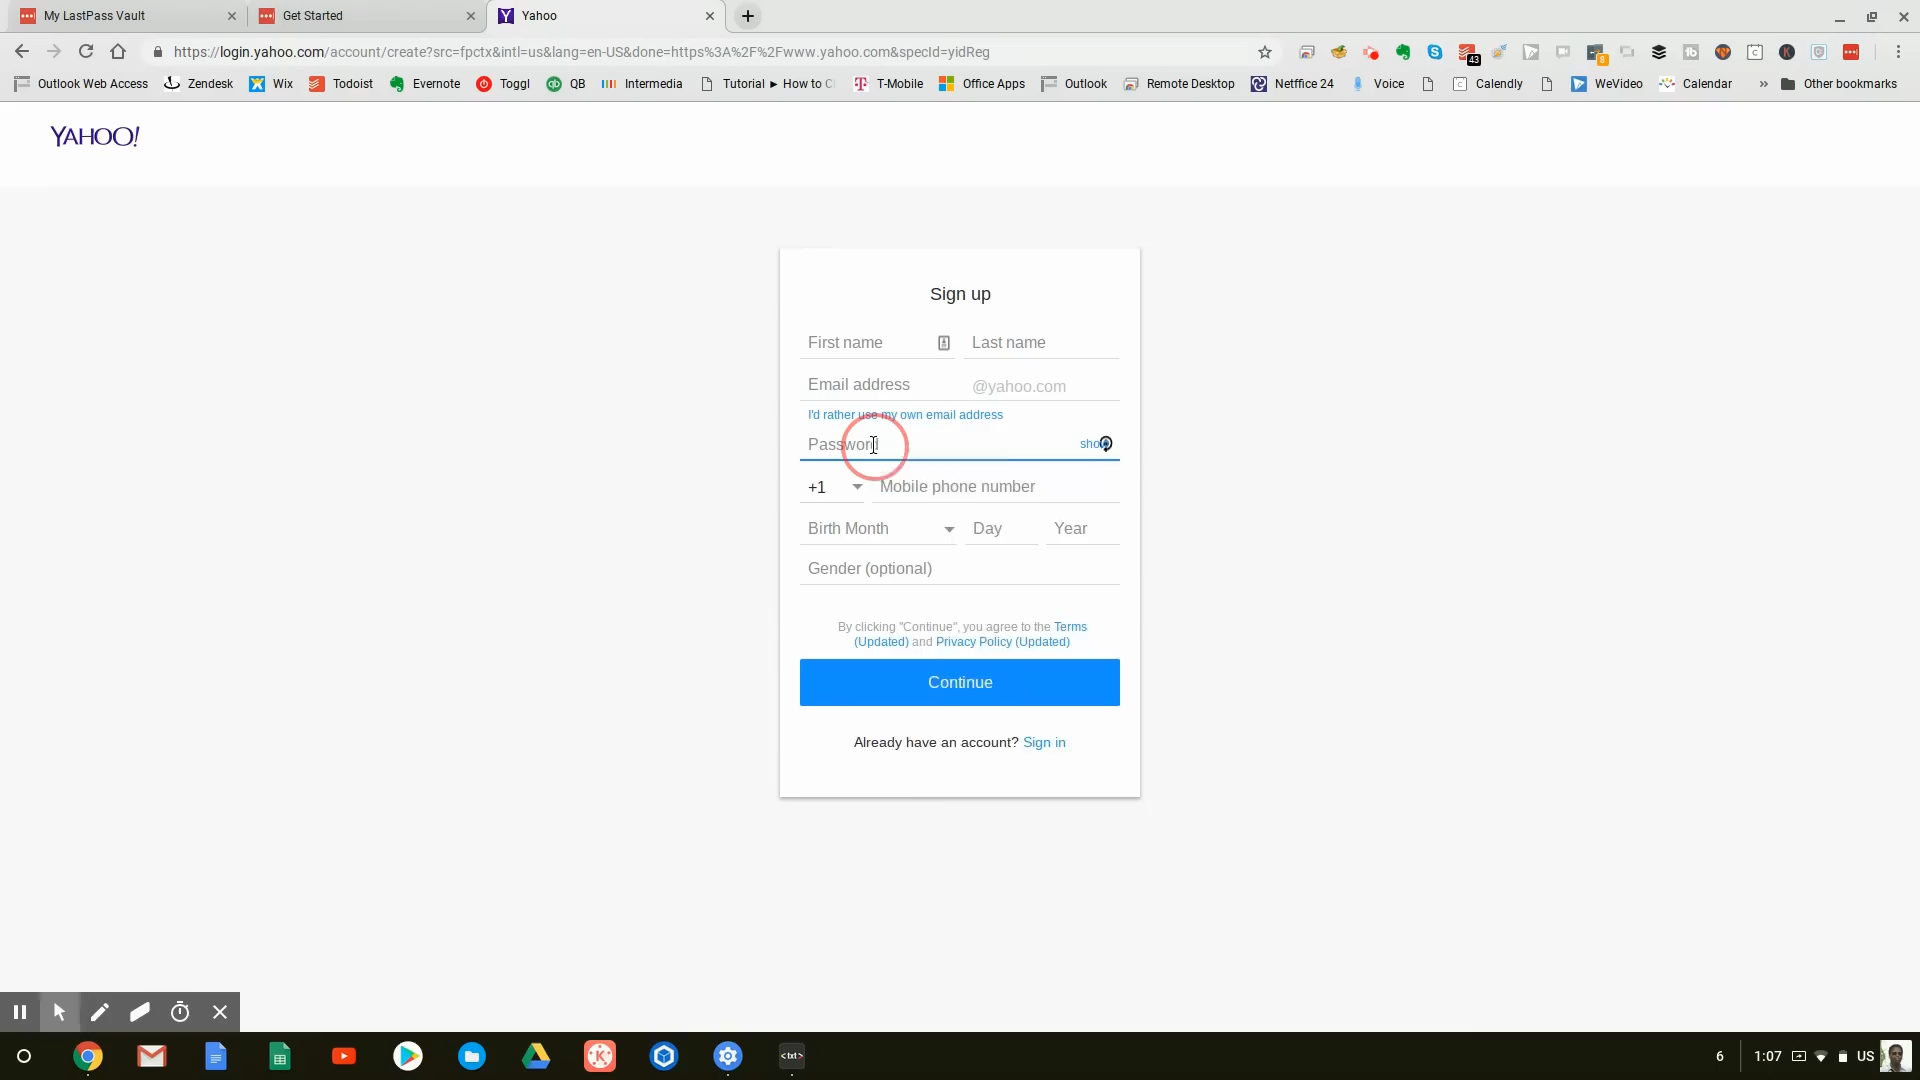 My LastPass Vault
Get Started
Yahoo
https://login.yahoo.com/account/create?src=fpctx&intl=us&lang=en-US&done=https%3A%2F%2Fwww.yahoo.com&specId=yidReg
43
8
Outlook Web Access
Zendesk
Wix
Todoist
Evernote
Toggl
QB
Intermedia
Tutorial ► How to C
T-Mobile
Office Apps
Outlook
Remote Desktop
Netffice 24
Voice
Calendly
WeVideo
Calendar
»
Other bookmarks
YAHOO!
Sign up
First name
Last name
Email address
@yahoo.com
I'd rather use my own email address
Password
show
+1
Mobile phone number
Birth Month
Day
Year
Gender (optional)
By clicking "Continue", you agree to the Terms
(Updated) and Privacy Policy (Updated)
Continue
Already have an account? Sign in
<txt>
6
1:07
US